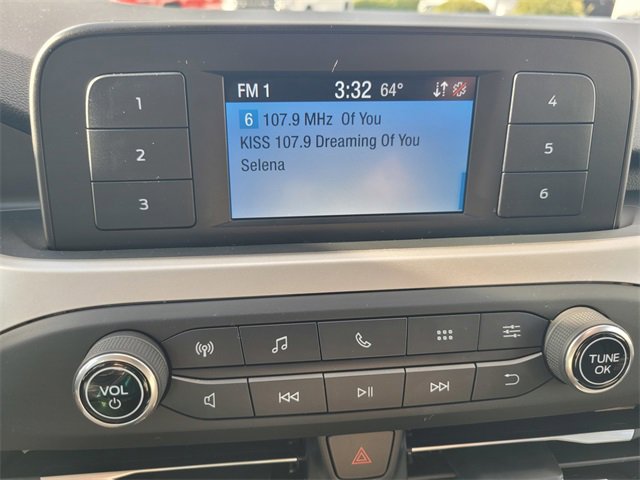 FM 1 3:32 64°
6 107.9 MHz Of You
KISS 107.9 Dreaming Of You
Selena
1
2
3
4
5
6
VOL
TUNE
OK